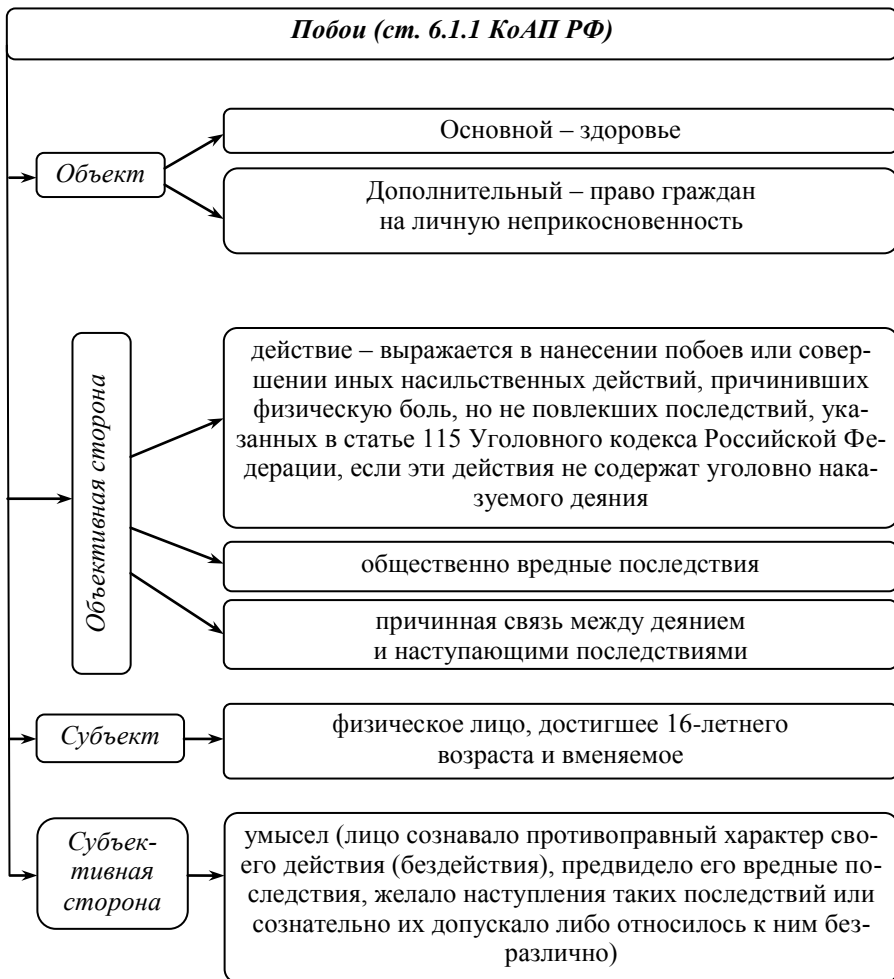 Побои (ст. 6.1.1 КоАП РФ)
Объект
Основной – здоровье
Дополнительный – право граждан
на личную неприкосновенность
Объективная сторона
действие – выражается в нанесении побоев или совер-
шении иных насильственных действий, причинивших
физическую боль, но не повлекших последствий, ука-
занных в статье 115 Уголовного кодекса Российской Фе-
дерации, если эти действия не содержат уголовно нака-
зуемого деяния
общественно вредные последствия
причинная связь между деянием
и наступающими последствиями
Субъект
физическое лицо, достигшее 16-летнего
возраста и вменяемое
Субъек-
тивная
сторона
умысел (лицо сознавало противоправный характер сво-
его действия (бездействия), предвидело его вредные по-
следствия, желало наступления таких последствий или
сознательно их допускало либо относилось к ним без-
различно)